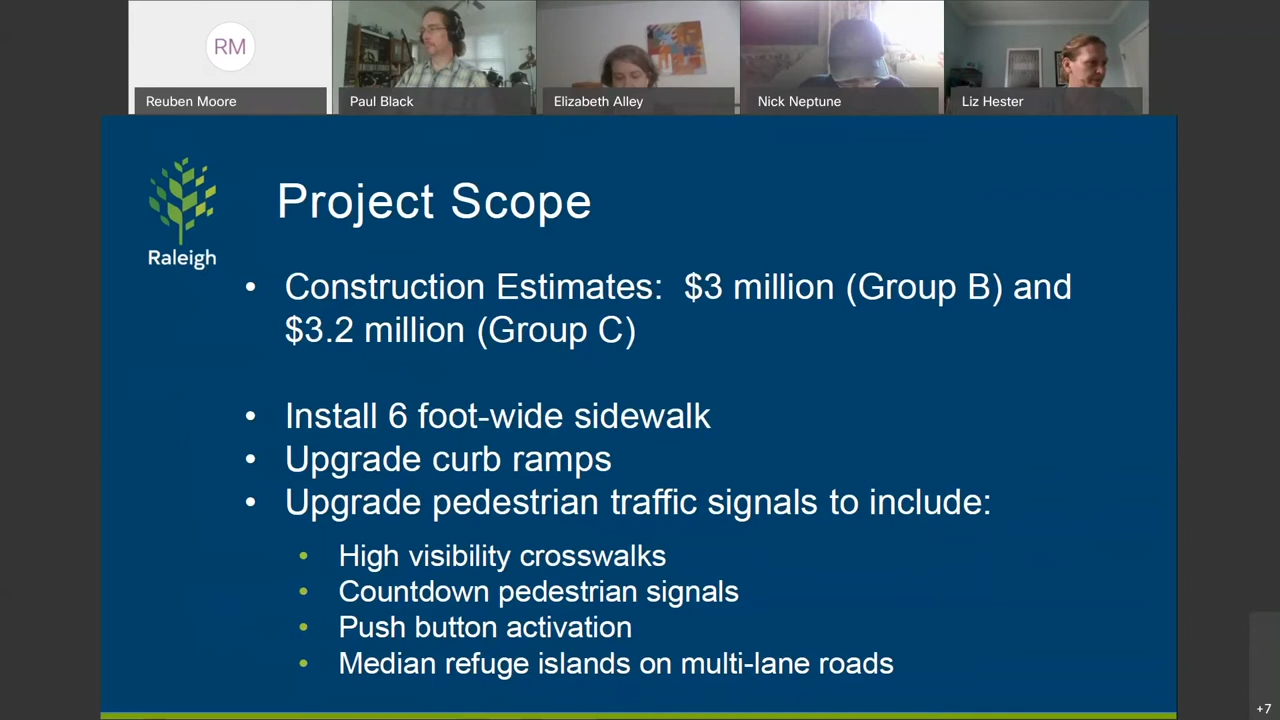 RM
Reuben Moore
Paul Black
Elizabeth Alley
Nick Neptune
Liz Hester
Raleigh
Project Scope
• Construction Estimates: $3 million (Group B) and
$3.2 million (Group C)
• Install 6 foot-wide sidewalk
• Upgrade curb ramps
• Upgrade pedestrian traffic signals to include:
• High visibility crosswalks
• Countdown pedestrian signals
• Push button activation
• Median refuge islands on multi-lane roads
+7